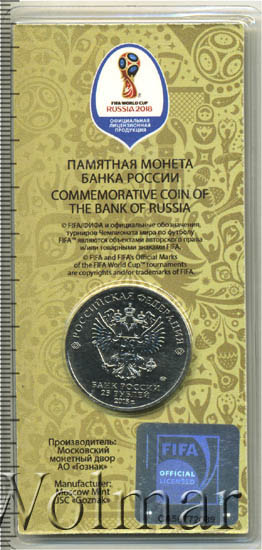 FIFA WORLD CUP
RUSSIA 2018
ОФИЦИАЛЬНАЯ
ЛИЦЕНЗИОННАЯ
ПРОДУКЦИЯ
ПАМЯТНАЯ МОНЕТА
БАНКА РОССИИ
COMMEMORATIVE COIN OF
THE BANK OF RUSSIA
© FIFA/ФИФА и официальные обозначения
турниров Чемпионата мира по футболу
FIFA™ являются объектами авторского права
и/или товарными знаками FIFA.
© FIFA and FIFA's Official Marks
of the FIFA World Cup™ tournaments
are copyrights and/or trademarks of FIFA.
РОССИЙСКАЯ ФЕДЕРАЦИЯ
БАНК РОССИИ
25 РУБЛЕЙ
2018 г.
Производитель:
Московский
монетный двор
АО «Гознак»
Manufacturer:
Moscow Mint
JSC «Goznak»
FIFA
OFFICIAL
LICENSED
Wolmar